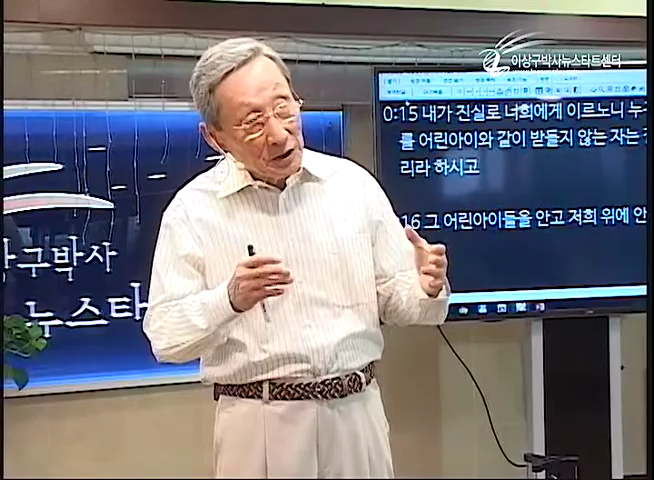 이상구박사뉴스타트센터
0:15 내가 진실로 너희에게 이르노니 누
를 어린아이와 같이 받들지 않는 자는
리라 하시고
16 그 어린아이들을 안고 저희 위에 안
구박사
뉴스타